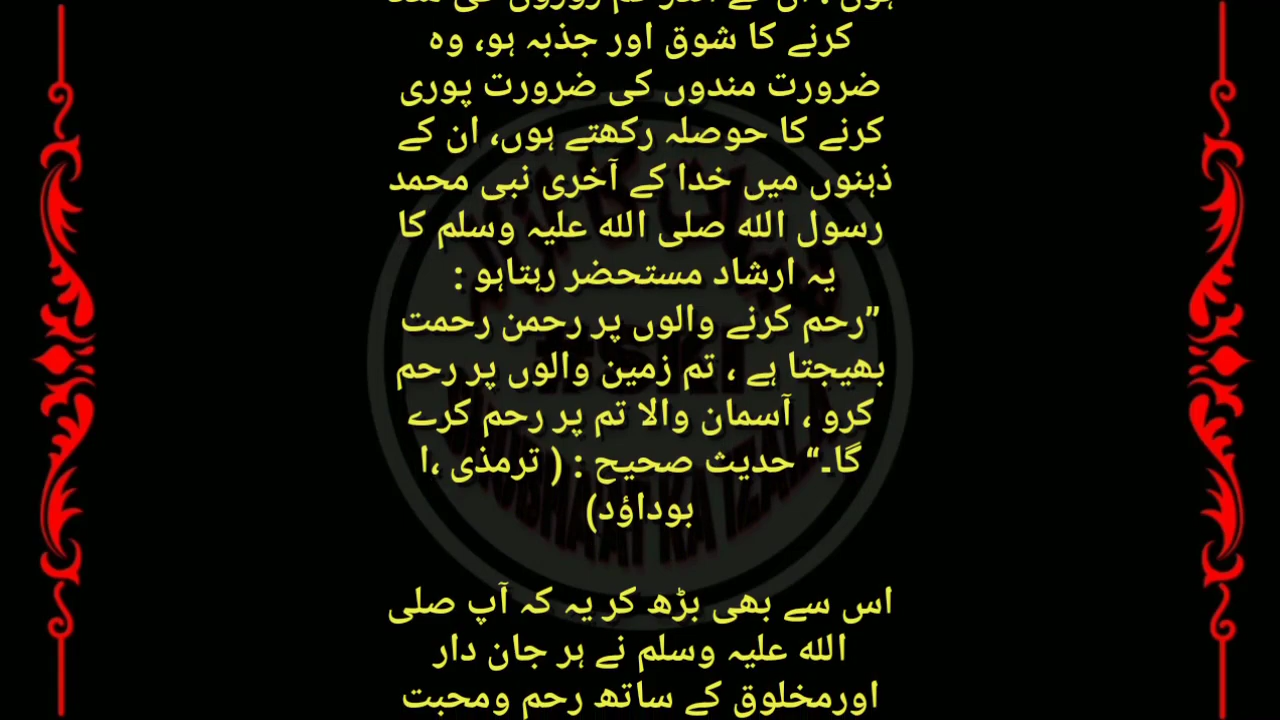 کرنے کا شوق اور جذبہ ہو، وہ
ضرورت مندوں کی ضرورت پوری
کرنے کا حوصلہ رکھتے ہوں، ان کے
ذہنوں میں خدا کے آخری نبی محمد
رسول الله صلی الله علیہ وسلم کا
یہ ارشاد مستحضر رہتاہو :
”رحم کرنے والوں پر رحمن رحمت
بھیجتا ہے ، تم زمین والوں پر رحم
کرو ، آسمان والا تم پر رحم کرے
گا۔“ حدیث صحیح : ( ترمذی ،ا
بوداؤد)
اس سے بھی بڑھ کر یہ کہ آپ صلی
الله علیہ وسلم نے ہر جان دار
اورمخلوق کے ساتھ رحم ومحبت